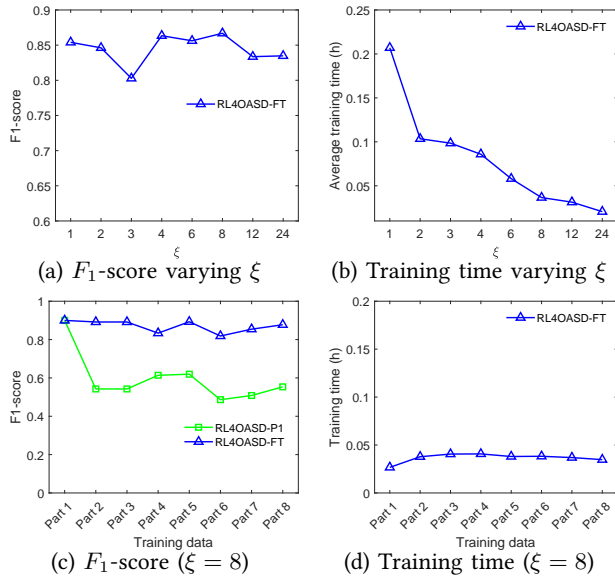 0.9
0.85
0.8
0.75
0.7
0.65
0.6
F1-score
RL4OASD-FT
1 2 3 4 6 8 12 24
ξ
(a) F₁-score varying ξ
0.25
0.2
0.15
0.1
0.05
Average training time (h)
RL4OASD-FT
1 2 3 4 6 8 12 24
ξ
(b) Training time varying ξ
1
0.8
0.6
0.4
0.2
0
F1-score
RL4OASD-P1
RL4OASD-FT
Part 1 Part 2 Part 3 Part 4 Part 5 Part 6 Part 7 Part 8
Training data
(c) F₁-score (ξ = 8)
0.2
0.15
0.1
0.05
0
Training time (h)
RL4OASD-FT
Part 1 Part 2 Part 3 Part 4 Part 5 Part 6 Part 7 Part 8
Training data
(d) Training time (ξ = 8)